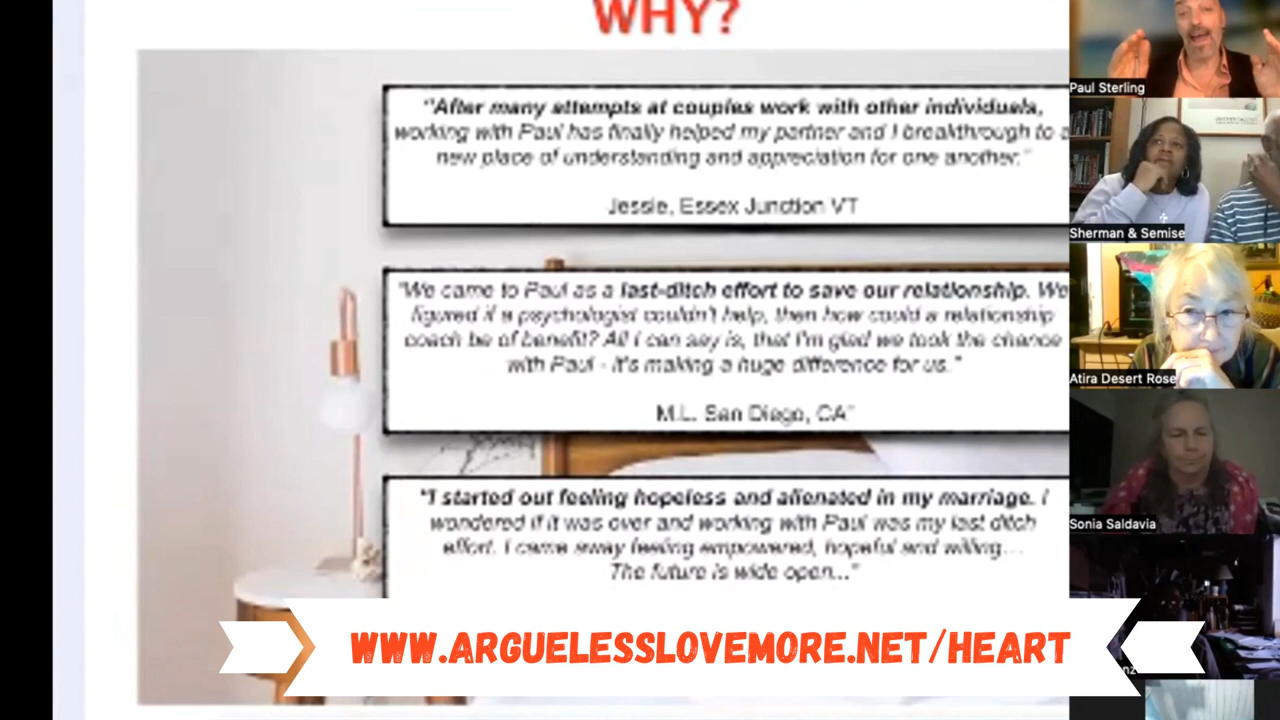 WHY?
"After many attempts at couples work with other individuals,
working with Paul has finally helped my partner and I breakthrough to a
new place of understanding and appreciation for one another."
Jessie, Essex Junction VT
"We came to Paul as a last-ditch effort to save our relationship. We
figured if a psychologist couldn't help, then how could a relationship
coach be of benefit? All I can say is, that I'm glad we took the chance
with Paul - it's making a huge difference for us."
M.L. San Diego, CA"
"I started out feeling hopeless and alienated in my marriage. I
wondered if it was over and working with Paul was my last ditch
effort. I came away feeling empowered, hopeful and willing...
The future is wide open..."
WWW.ARGUELESSLOVEMORE.NET/HEART
Paul Sterling
Sherman & Semise
Atira Desert Rose
Sonia Saldavia